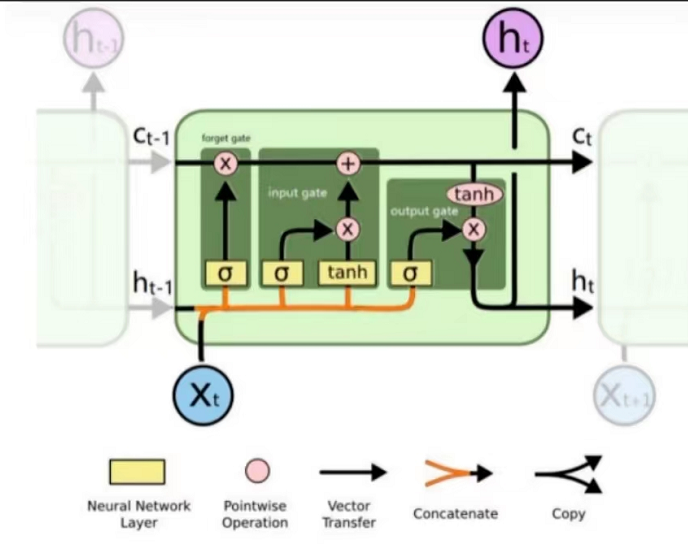 ht-1
ht
Ct-1
forget gate
Ct
x
+
input gate
tanh
output gate
x
x
σ
σ
tanh
σ
ht-1
ht
Xt
Xt+1
Neural Network
Layer
Pointwise
Operation
Vector
Transfer
Concatenate
Copy